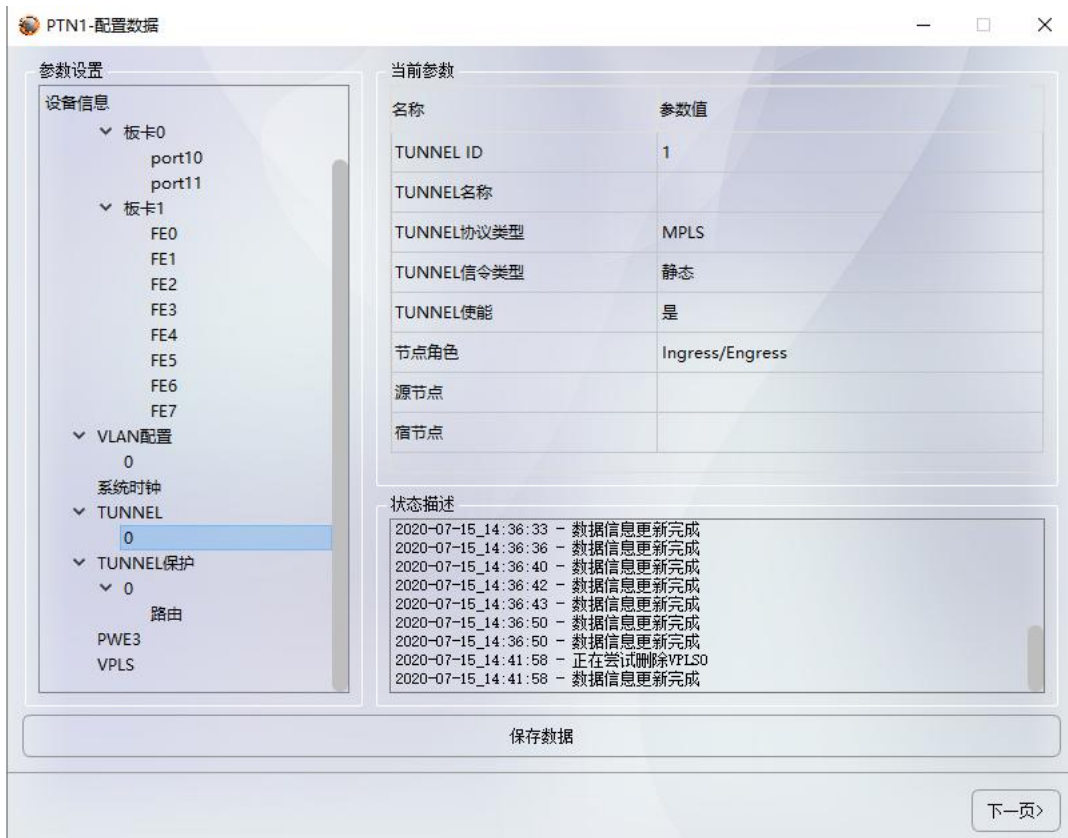 PTN1-配置数据
参数设置
设备信息
板卡0
port10
port11
板卡1
FE0
FE1
FE2
FE3
FE4
FE5
FE6
FE7
VLAN配置
0
系统时钟
TUNNEL
0
TUNNEL保护
0
路由
PWE3
VPLS
当前参数
名称 参数值
TUNNEL ID 1
TUNNEL名称
TUNNEL协议类型 MPLS
TUNNEL信令类型 静态
TUNNEL使能 是
节点角色 Ingress/Engress
源节点
宿节点
状态描述
2020-07-15_14:36:33 - 数据信息更新完成
2020-07-15_14:36:36 - 数据信息更新完成
2020-07-15_14:36:40 - 数据信息更新完成
2020-07-15_14:36:42 - 数据信息更新完成
2020-07-15_14:36:43 - 数据信息更新完成
2020-07-15_14:36:50 - 数据信息更新完成
2020-07-15_14:36:50 - 数据信息更新完成
2020-07-15_14:41:58 - 正在尝试删除VPLS0
2020-07-15_14:41:58 - 数据信息更新完成
保存数据
下一页>